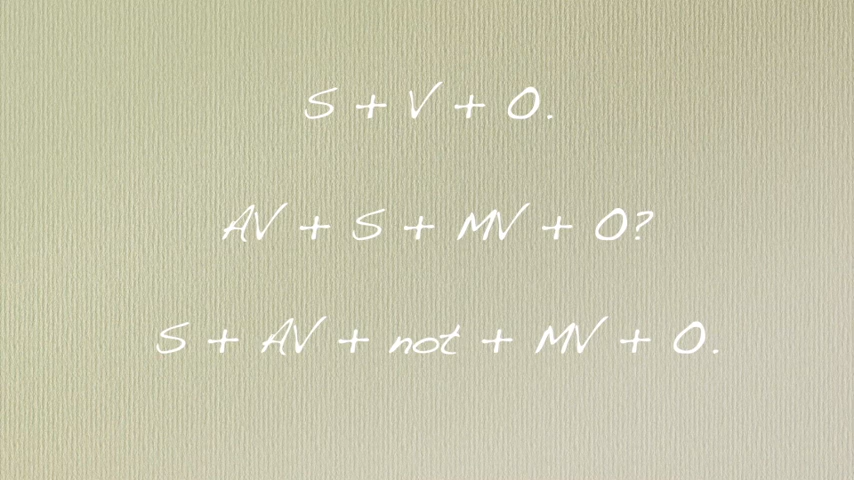 S + V + O.
AV + S + MV + O?
S + AV + not + MV + O.